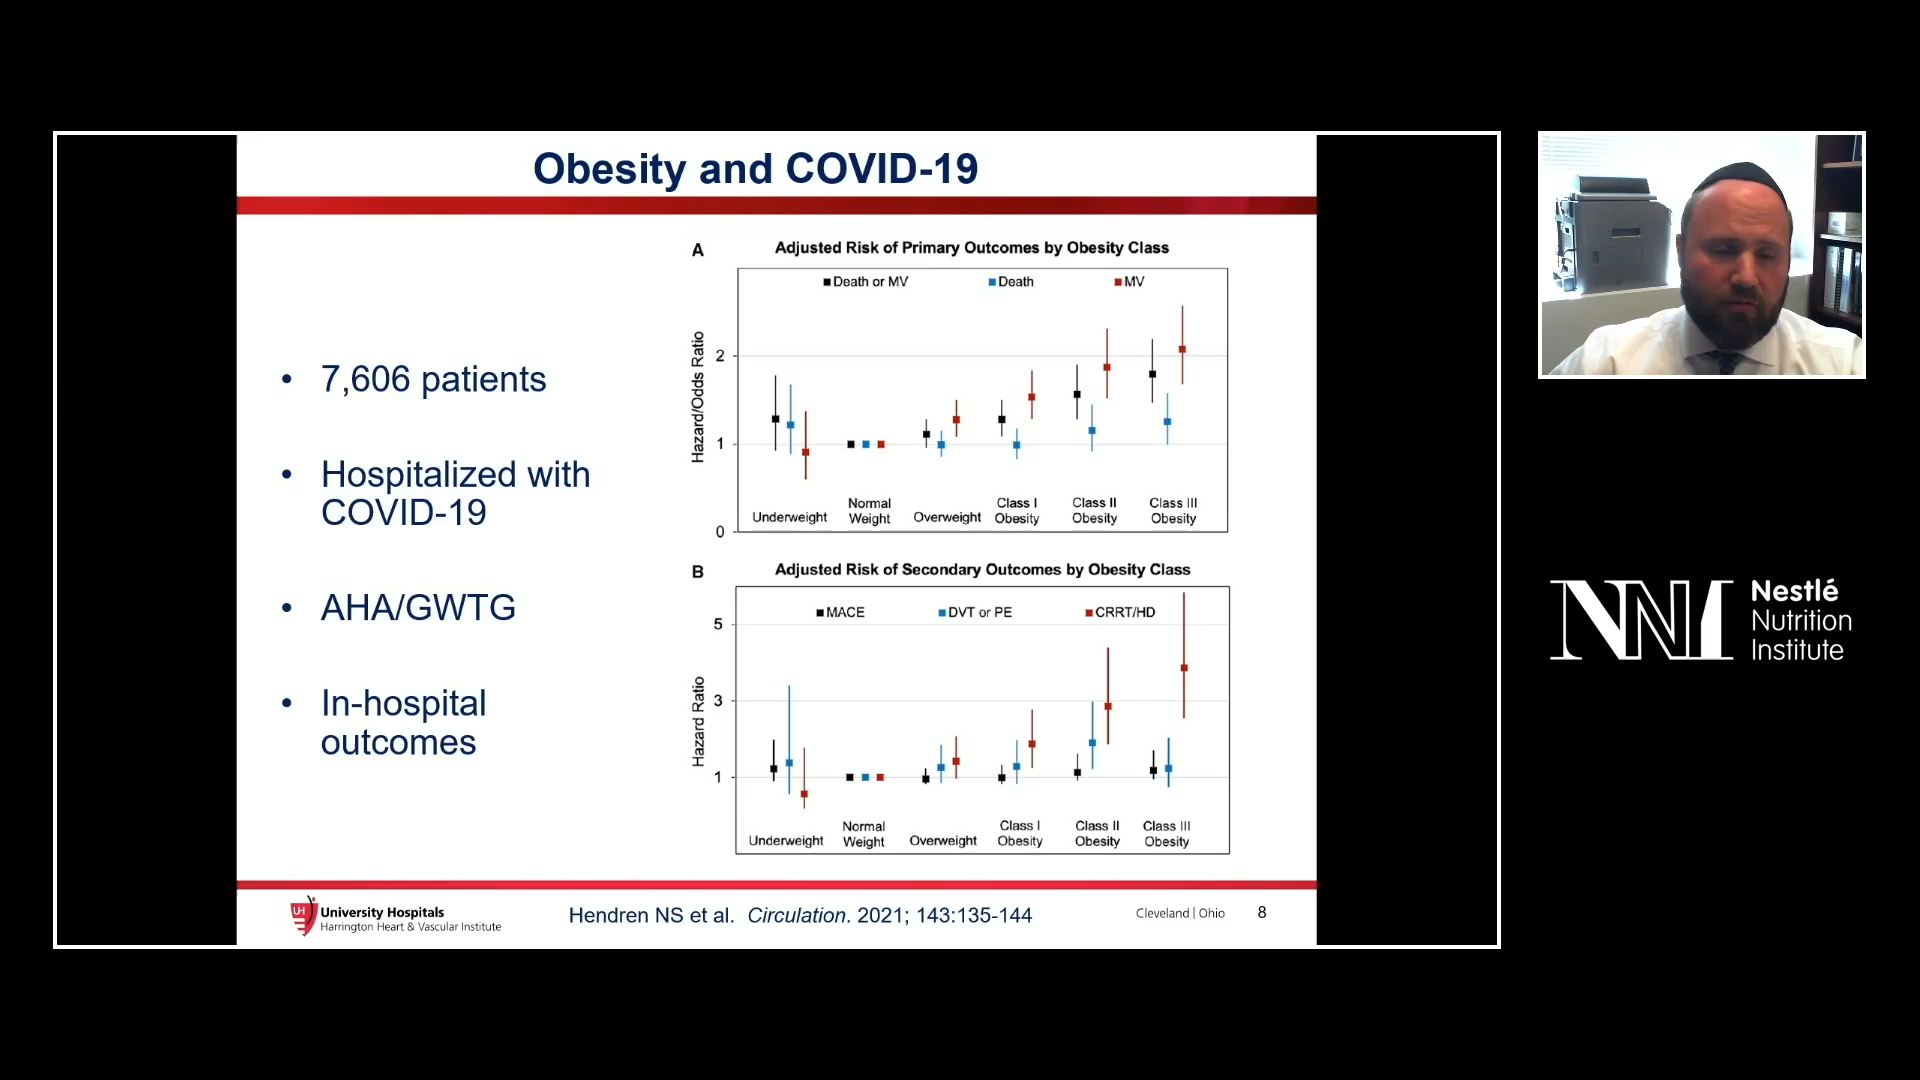 Obesity and COVID-19
• 7,606 patients
• Hospitalized with
COVID-19
• AHA/GWTG
• In-hospital
outcomes
A
Adjusted Risk of Primary Outcomes by Obesity Class
Death or MV
Death
MV
Hazard/Odds Ratio
2
1
0
Underweight
Normal
Weight
Overweight
Class I
Obesity
Class II
Obesity
Class III
Obesity
B
Adjusted Risk of Secondary Outcomes by Obesity Class
MACE
DVT or PE
CRRT/HD
Hazard Ratio
5
3
1
Underweight
Normal
Weight
Overweight
Class I
Obesity
Class II
Obesity
Class III
Obesity
UH
University Hospitals
Harrington Heart & Vascular Institute
Hendren NS et al. Circulation. 2021; 143:135-144
Cleveland | Ohio
8
NNI
Nestlé
Nutrition
Institute